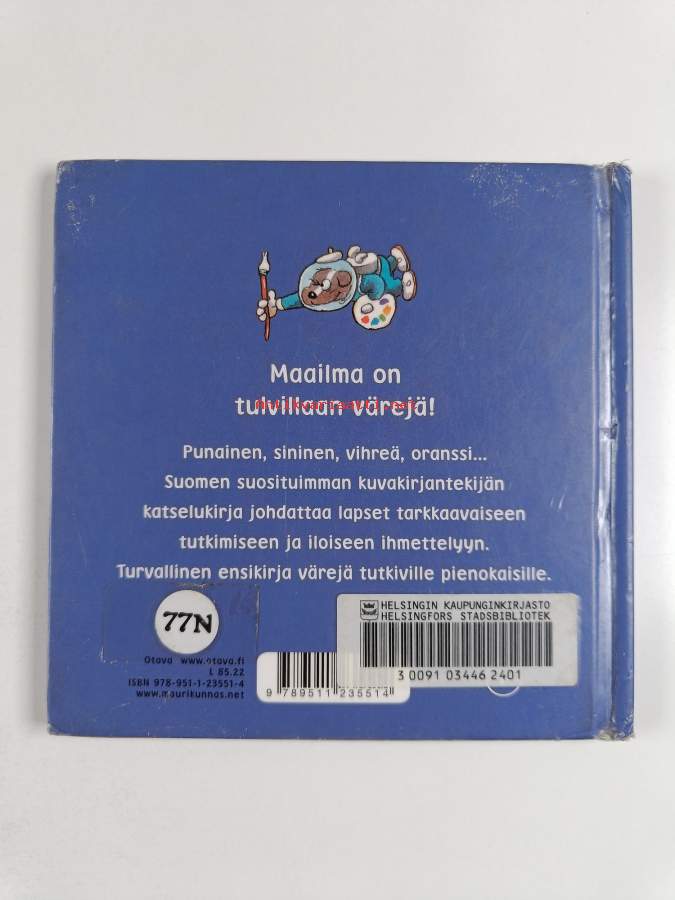 Maailma on
tulvillaan värejä!
Punainen, sininen, vihreä, oranssi...
Suomen suosituimman kuvakirjantekijän
katselukirja johdattaa lapset tarkkaavaiseen
tutkimiseen ja iloiseen ihmettelyyn.
Turvallinen ensikirja värejä tutkiville pienokaisille.
77N
HELSINGIN KAUPUNGINKIRJASTO
HELSINGFORS STADSBIBLIOTEK
3 0091 03446 2401
Otava www.otava.fi
L 85.22
ISBN 978-951-1-23551-4
www.maurikunnas.net
9 789511 235514